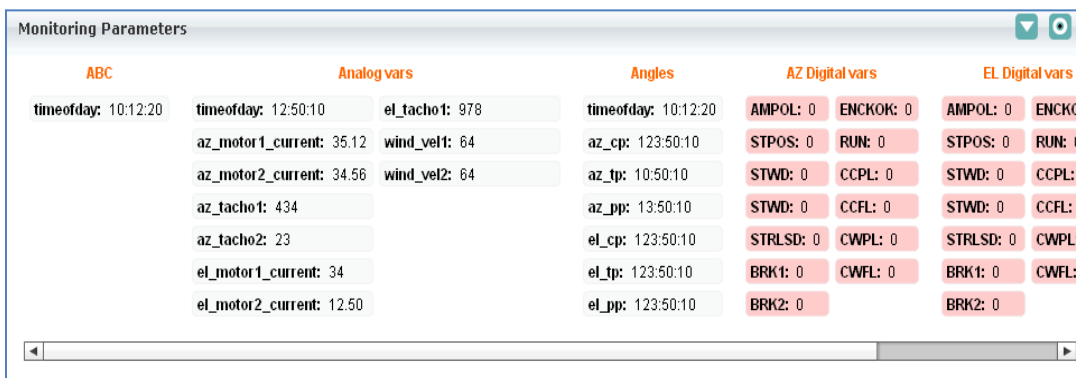 Monitoring Parameters
ABC Analog vars Angles AZ Digital vars EL Digital vars
timeofday: 10:12:20 timeofday: 12:50:10 el_tacho1: 978 timeofday: 10:12:20 AMPOL: 0 ENCKOK: 0 AMPOL: 0
az_motor1_current: 35.12 wind_vel1: 64 az_cp: 123:50:10 STPOS: 0 RUN: 0 STPOS: 0 RUN:
az_motor2_current: 34.56 wind_vel2: 64 az_tp: 10:50:10 STWD: 0 CCPL: 0 STWD: 0 CCPL:
az_tacho1: 434 az_pp: 13:50:10 STWD: 0 CCFL: 0 STWD: 0 CCFL:
az_tacho2: 23 el_cp: 123:50:10 STRLSD: 0 CWPL: 0 STRLSD: 0 CWPL
el_motor1_current: 34 el_tp: 123:50:10 BRK1: 0 CWFL: 0 BRK1: 0 CWFL:
el_motor2_current: 12.50 el_pp: 123:50:10 BRK2: 0 BRK2: 0